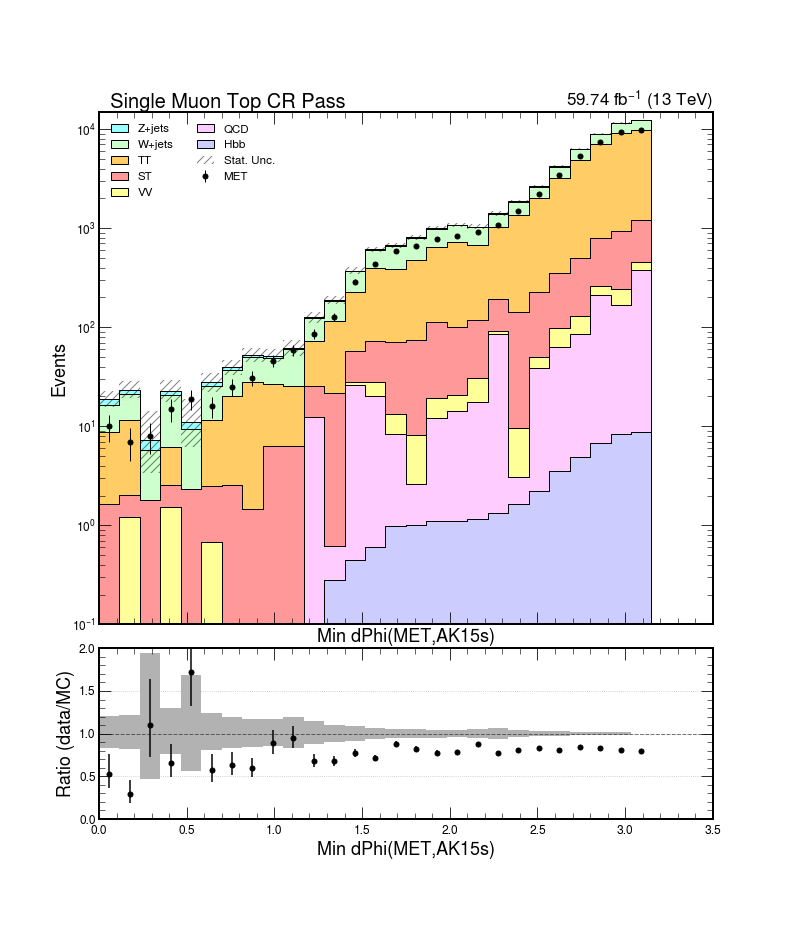 Single Muon Top CR Pass
59.74 fb⁻¹ (13 TeV)
Z+jets
W+jets
TT
ST
VV
QCD
Hbb
Stat. Unc.
MET
10⁴
10³
10²
10¹
10⁰
10⁻¹
Events
Min dPhi(MET,AK15s)
2.0
1.5
1.0
0.5
0.0
Ratio (data/MC)
0.0 0.5 1.0 1.5 2.0 2.5 3.0 3.5
Min dPhi(MET,AK15s)